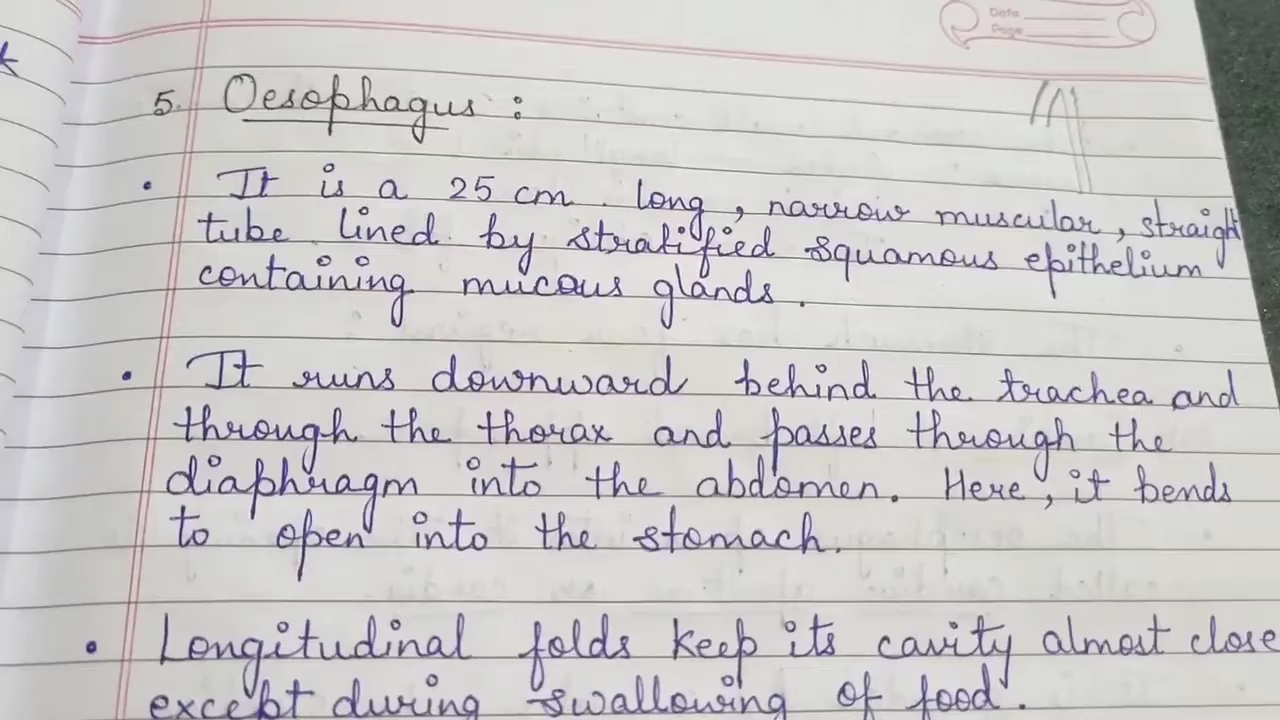 Date
Page
5. Oesophagus :
• It is a 25 cm. long, narrow muscular, straight
tube lined by stratified squamous epithelium
containing mucous glands.
• It runs downward behind the trachea and
through the thorax and passes through the
diaphragm into the abdomen. Here, it bends
to open into the stomach.
• Longitudinal folds keep its cavity almost close
except during swallowing of food.